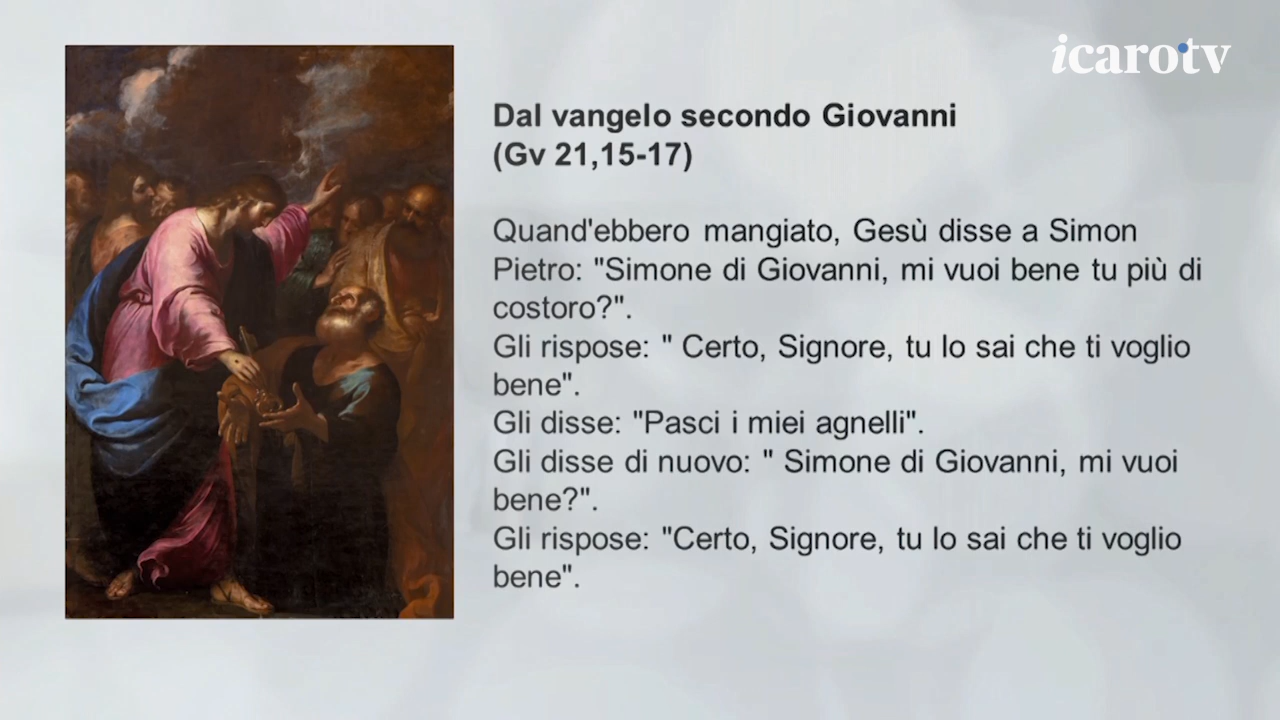 icarotv
Dal vangelo secondo Giovanni
(Gv 21,15-17)
Quand'ebbero mangiato, Gesù disse a Simon
Pietro: "Simone di Giovanni, mi vuoi bene tu più di
costoro?".
Gli rispose: " Certo, Signore, tu lo sai che ti voglio
bene".
Gli disse: "Pasci i miei agnelli".
Gli disse di nuovo: " Simone di Giovanni, mi vuoi
bene?".
Gli rispose: "Certo, Signore, tu lo sai che ti voglio
bene".